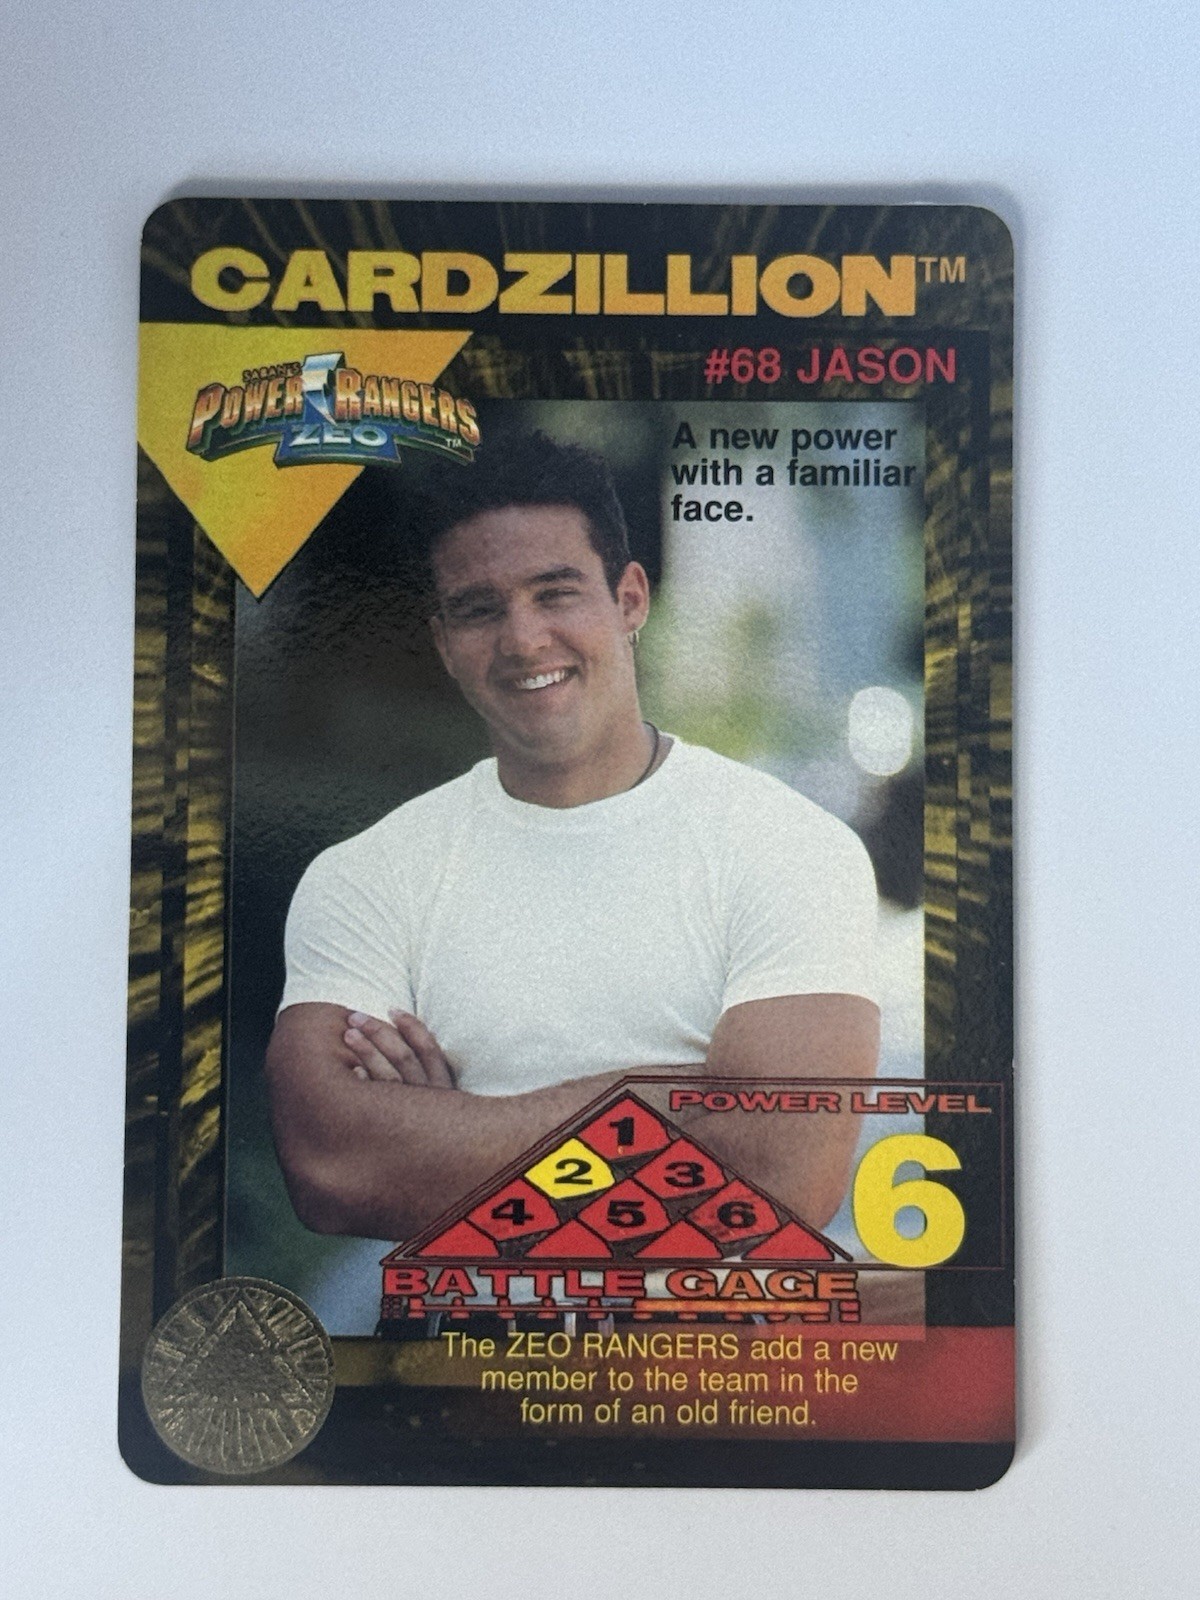 CARDZILLION™
SABAN'S
POWER RANGERS
ZEO™
#68 JASON
A new power
with a familiar
face.
POWER LEVEL
6
1
2 3
4 5 6
BATTLE GAGE
The ZEO RANGERS add a new
member to the team in the
form of an old friend.